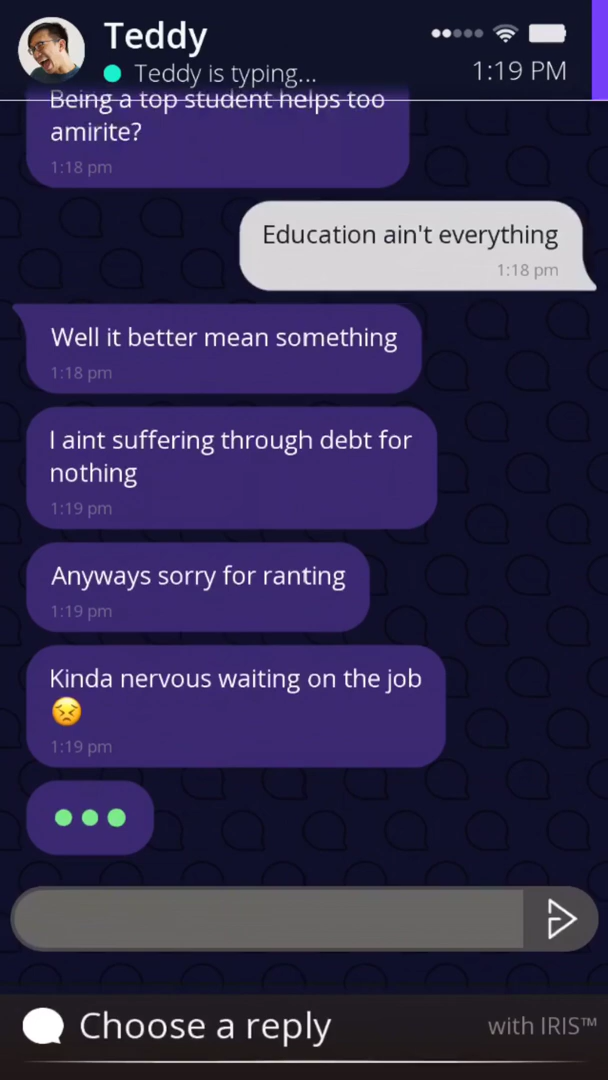 Teddy
Teddy is typing...
1:19 PM
Being a top student helps too
amirite?
1:18 pm
Education ain't everything
1:18 pm
Well it better mean something
1:18 pm
I aint suffering through debt for
nothing
1:19 pm
Anyways sorry for ranting
1:19 pm
Kinda nervous waiting on the job
1:19 pm
Choose a reply
with IRIS™